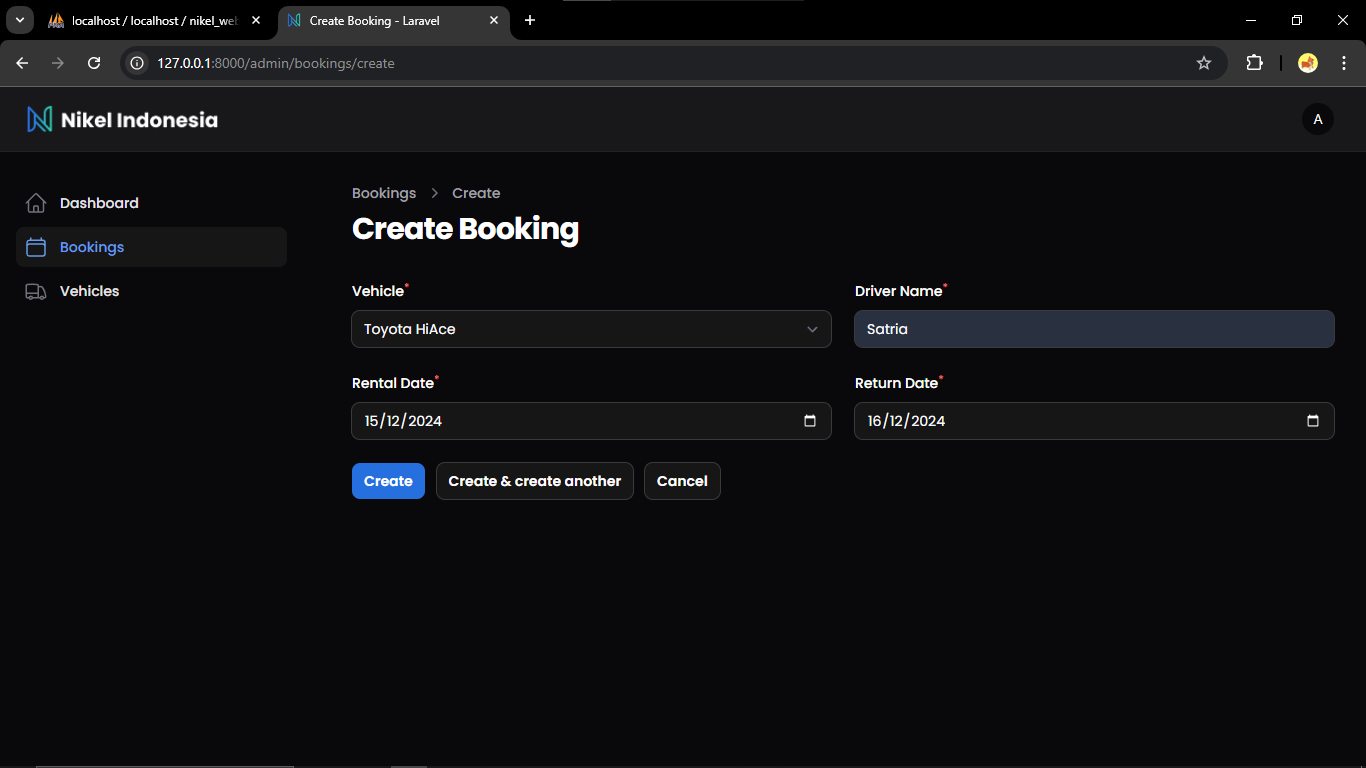 localhost / localhost / nikel_we
Create Booking - Laravel
127.0.0.1:8000/admin/bookings/create
Nikel Indonesia
A
Dashboard
Bookings
Vehicles
Bookings > Create
Create Booking
Vehicle*
Driver Name*
Toyota HiAce
Satria
Rental Date*
Return Date*
15/12/2024
16/12/2024
Create
Create & create another
Cancel